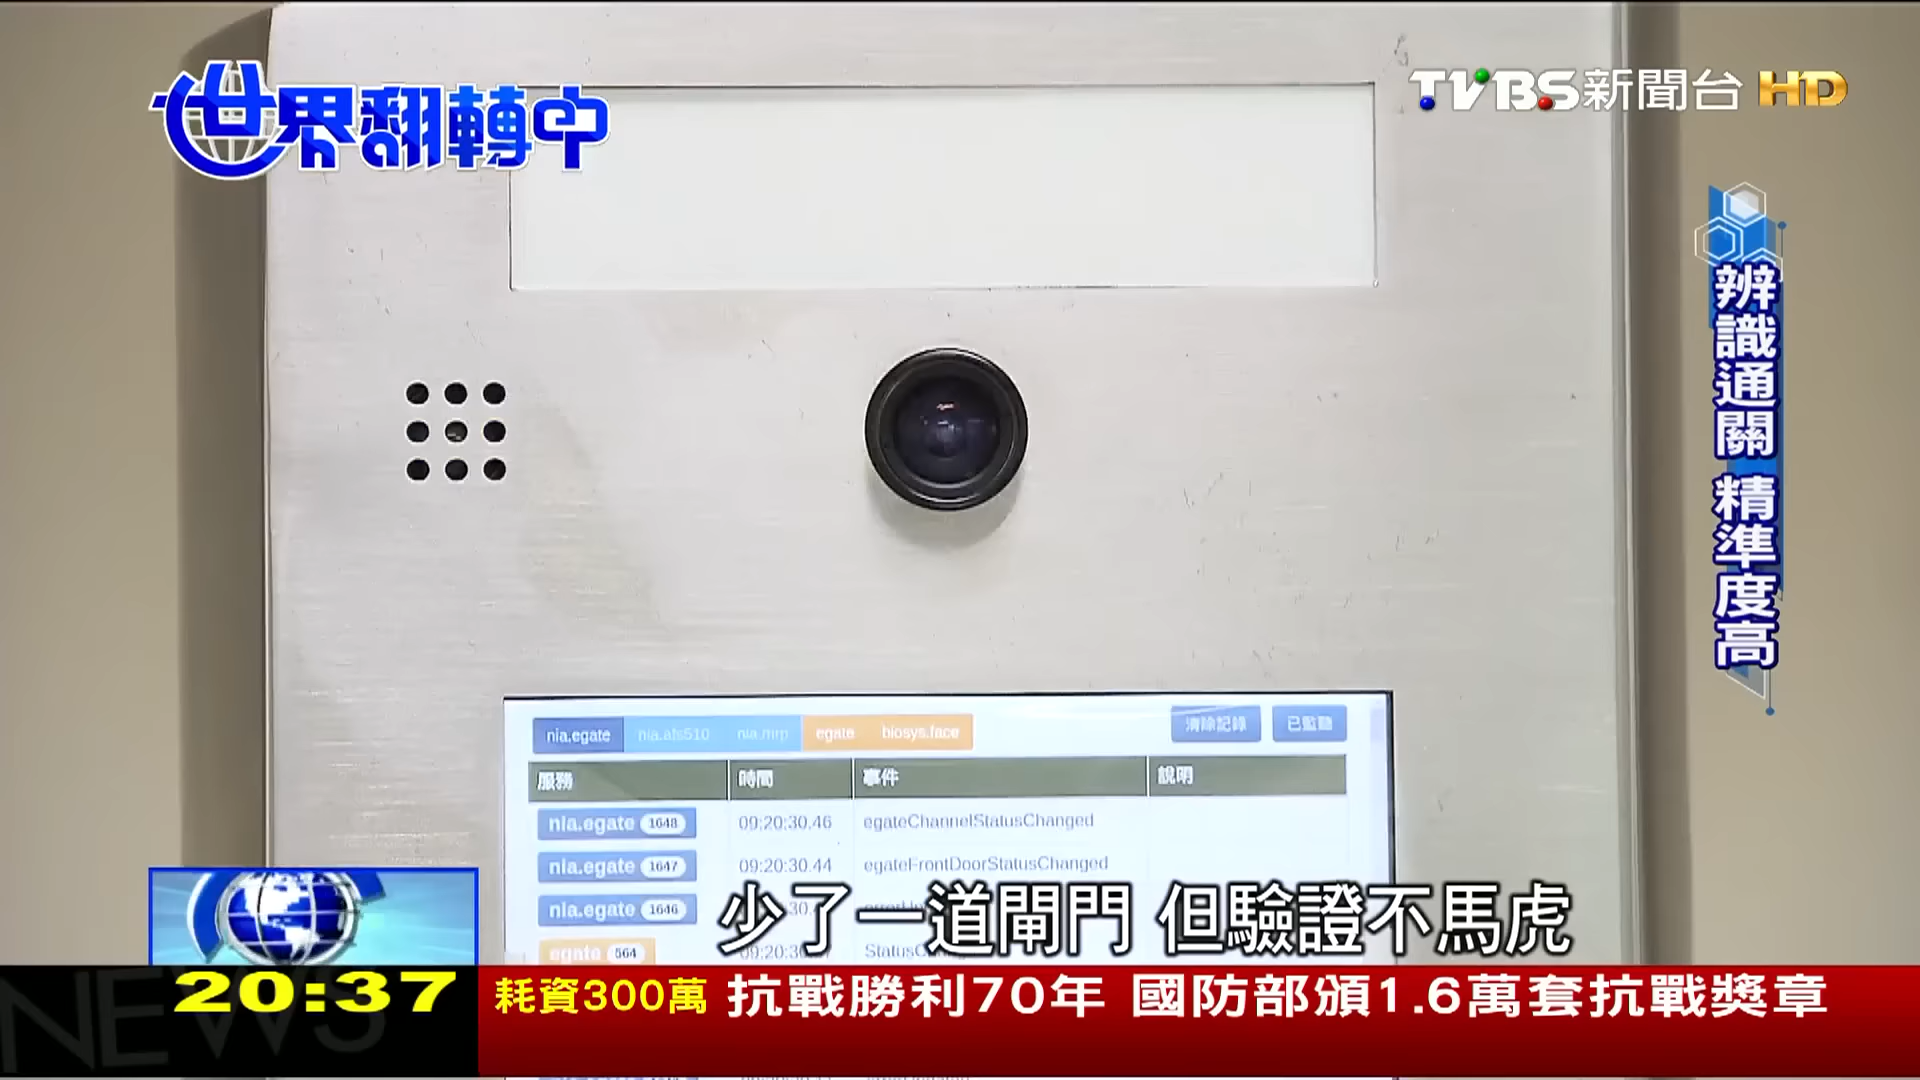 世界翻轉中
TVBS新聞台 HD
辨識通關 精準度高
nia.egate nia.afs510 nia.mrp egate biosys.face 清除記錄 已監聽
服務 時間 事件 說明
nia.egate 1648 09:20:30.46 egateChannelStatusChanged
nia.egate 1647 09:20:30.44 egateFrontDoorStatusChanged
nia.egate 1646
egate 564
少了一道閘門 但驗證不馬虎
NEWS
20:37
耗資300萬 抗戰勝利70年 國防部頒1.6萬套抗戰獎章